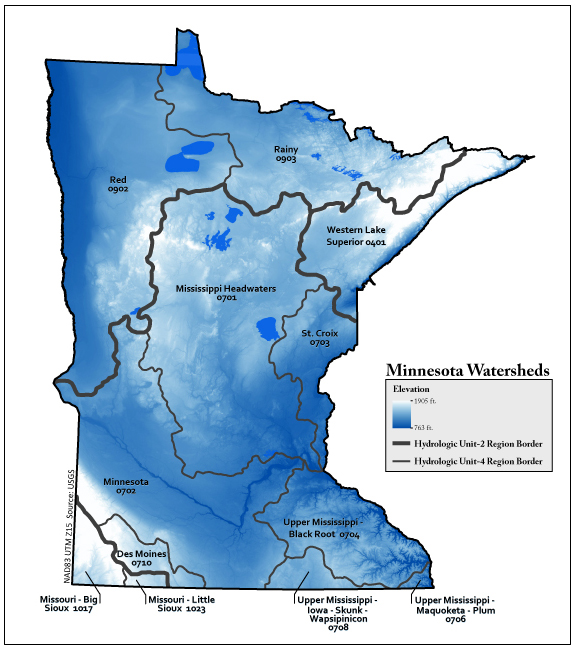 Rainy
0903
Red
0902
Western Lake
Superior 0401
Mississippi Headwaters
0701
St. Croix
0703
Minnesota Watersheds
Elevation
1905 ft.
763 ft.
Hydrologic Unit-2 Region Border
Hydrologic Unit-4 Region Border
Minnesota
0702
Upper Mississippi -
Black Root 0704
Des Moines
0710
NAD83 UTM Z15 Source: USGS
Missouri - Big
Sioux 1017
Missouri - Little
Sioux 1023
Upper Mississippi -
Iowa - Skunk -
Wapsipinicon
0708
Upper Mississippi -
Maquoketa - Plum
0706